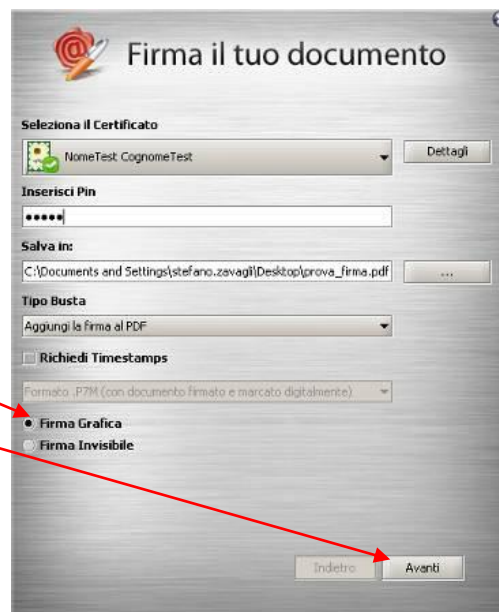 Firma il tuo documento
Seleziona il Certificato
NomeTest CognomeTest
Dettagli
Inserisci Pin
•••••
Salva in:
C:\Documents and Settings\stefano.zavagli\Desktop\prova_firma.pdf
...
Tipo Busta
Aggiungi la firma al PDF
Richiedi Timestamps
Formato .P7M (con documento firmato e marcato digitalmente)
Firma Grafica
Firma Invisibile
Indietro
Avanti